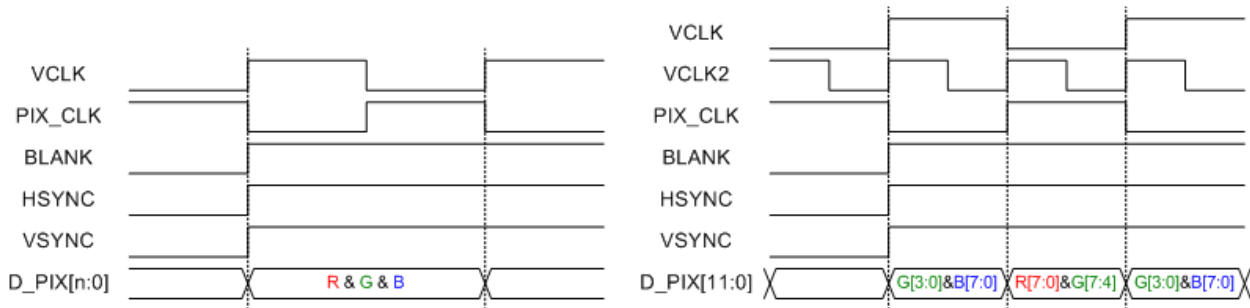 VCLK
PIX_CLK
BLANK
HSYNC
VSYNC
D_PIX[n:0]
R & G & B
VCLK
VCLK2
PIX_CLK
BLANK
HSYNC
VSYNC
D_PIX[11:0]
G[3:0]&B[7:0]
R[7:0]&G[7:4]
G[3:0]&B[7:0]